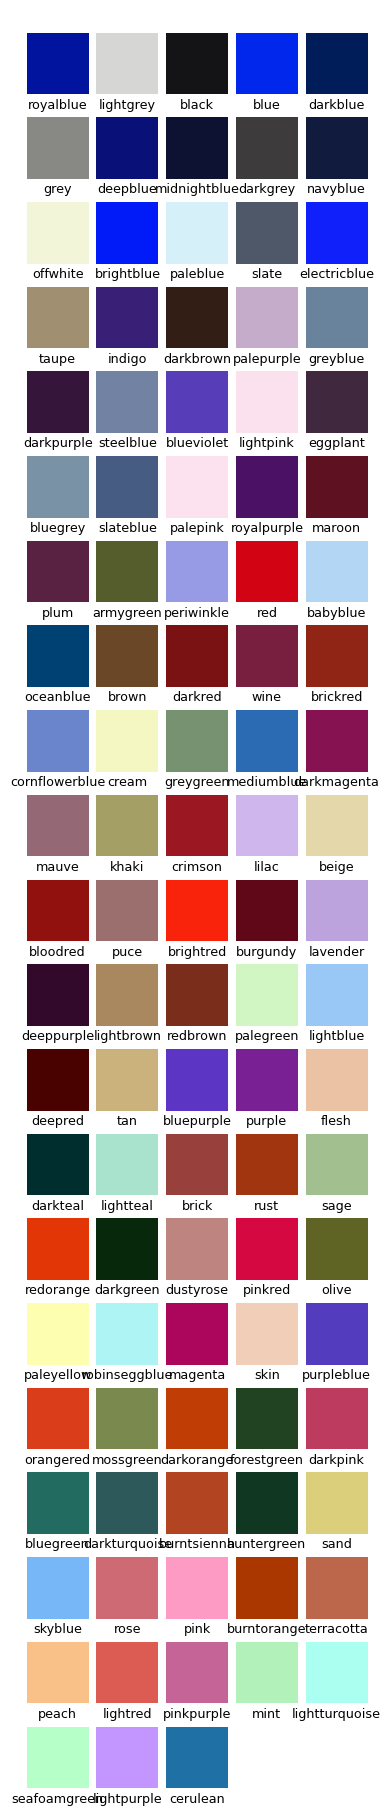 royalblue lightgrey black blue darkblue
grey deepblue midnightblue darkgrey navyblue
offwhite brightblue paleblue slate electricblue
taupe indigo darkbrown palepurple greyblue
darkpurple steelblue blueviolet lightpink eggplant
bluegrey slateblue palepink royalpurple maroon
plum armygreen periwinkle red babyblue
oceanblue brown darkred wine brickred
cornflowerblue cream greygreen mediumblue darkmagenta
mauve khaki crimson lilac beige
bloodred puce brightred burgundy lavender
deeppurple lightbrown redbrown palegreen lightblue
deepred tan bluepurple purple flesh
darkteal lightteal brick rust sage
redorange darkgreen dustyrose pinkred olive
paleyellow robinseggblue magenta skin purpleblue
orangered mossgreen darkorange forestgreen darkpink
bluegreen darkturquoise burntsienna huntergreen sand
skyblue rose pink burntorange terracotta
peach lightred pinkpurple mint lightturquoise
seafoamgreen lightpurple cerulean